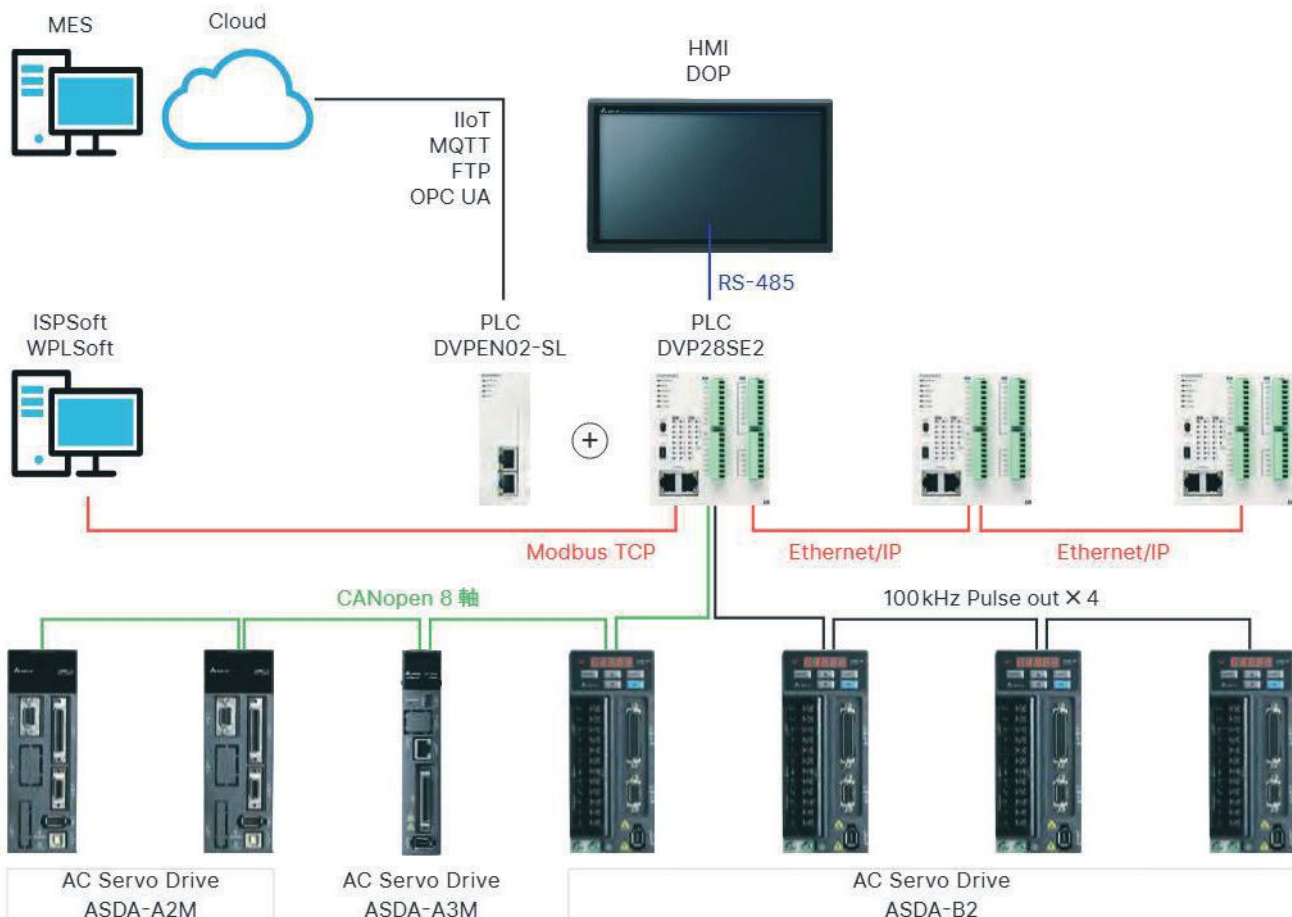 MES
Cloud
HMI
DOP
IIoT
MQTT
FTP
OPC UA
RS-485
ISPSoft
WPLSoft
PLC
DVPEN02-SL
PLC
DVP28SE2
+
Modbus TCP
Ethernet/IP
Ethernet/IP
CANopen 8 軸
100kHz Pulse out × 4
AC Servo Drive
ASDA-A2M
AC Servo Drive
ASDA-A3M
AC Servo Drive
ASDA-B2